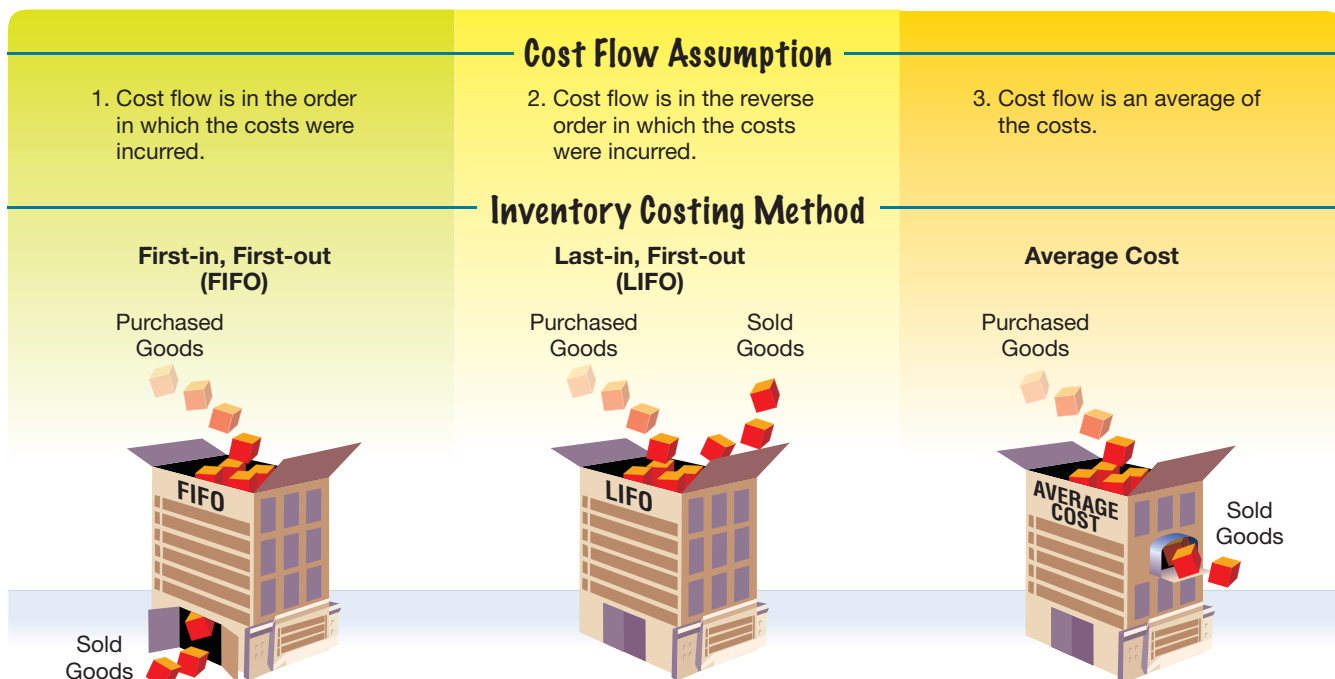 Cost Flow Assumption
1. Cost flow is in the order
in which the costs were
incurred.
2. Cost flow is in the reverse
order in which the costs
were incurred.
3. Cost flow is an average of
the costs.
Inventory Costing Method
First-in, First-out
(FIFO)
Purchased
Goods
FIFO
Sold
Goods
Last-in, First-out
(LIFO)
Purchased
Goods
Sold
Goods
LIFO
Average Cost
Purchased
Goods
AVERAGE
COST
Sold
Goods